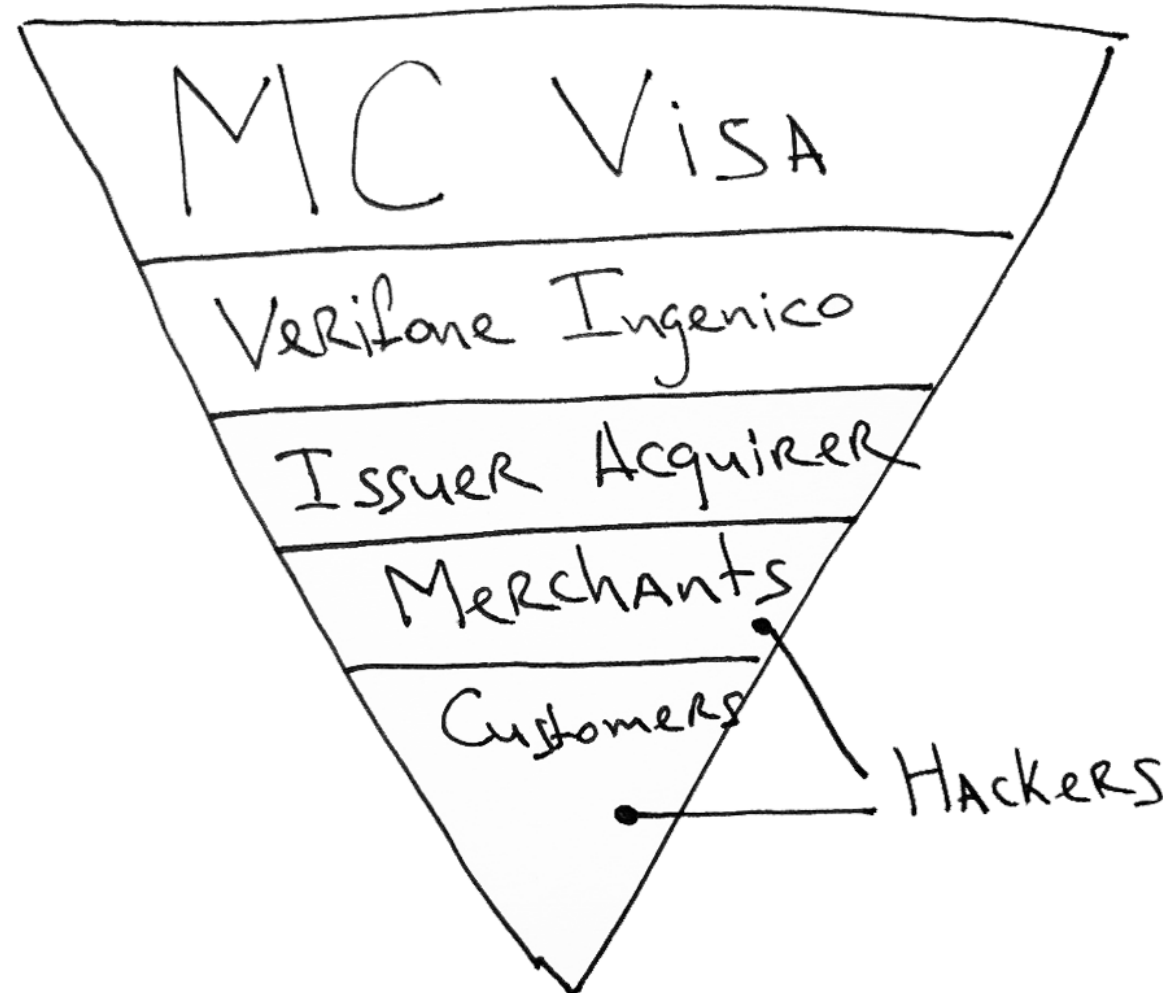 MC Visa
Verifone Ingenico
Issuer Acquirer
Merchants
Customers
Hackers